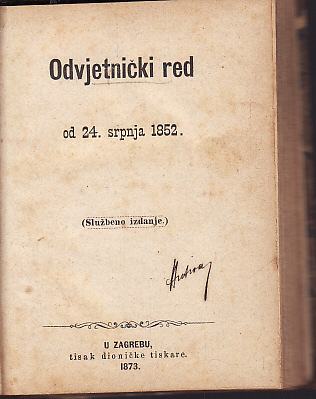 Odvjetnički red
od 24. srpnja 1852.
(Službeno izdanje.)
U ZAGREBU,
tisak dioničke tiskare.
1873.